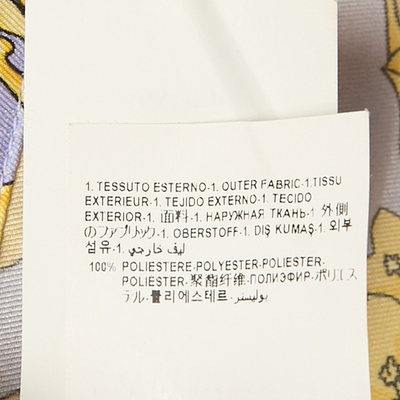 1. TESSUTO ESTERNO-1. OUTER FABRIC-1.TISSU
EXTERIEUR-1. TEJIDO EXTERNO-1. TECIDO
EXTERIOR-1. 面料-1. НАРУЖНАЯ ТКАНЬ-1. 外側
のファブリック-1. OBERSTOFF-1. DIŞ KUMAŞ-1. 외부
섬유-1. ليف خارجي
100% POLIESTERE-POLYESTER-POLIESTER-
POLIESTER-聚酯纤维-ПОЛИЭФИР-ポリエス
テル-폴리에스테르-بوليستر